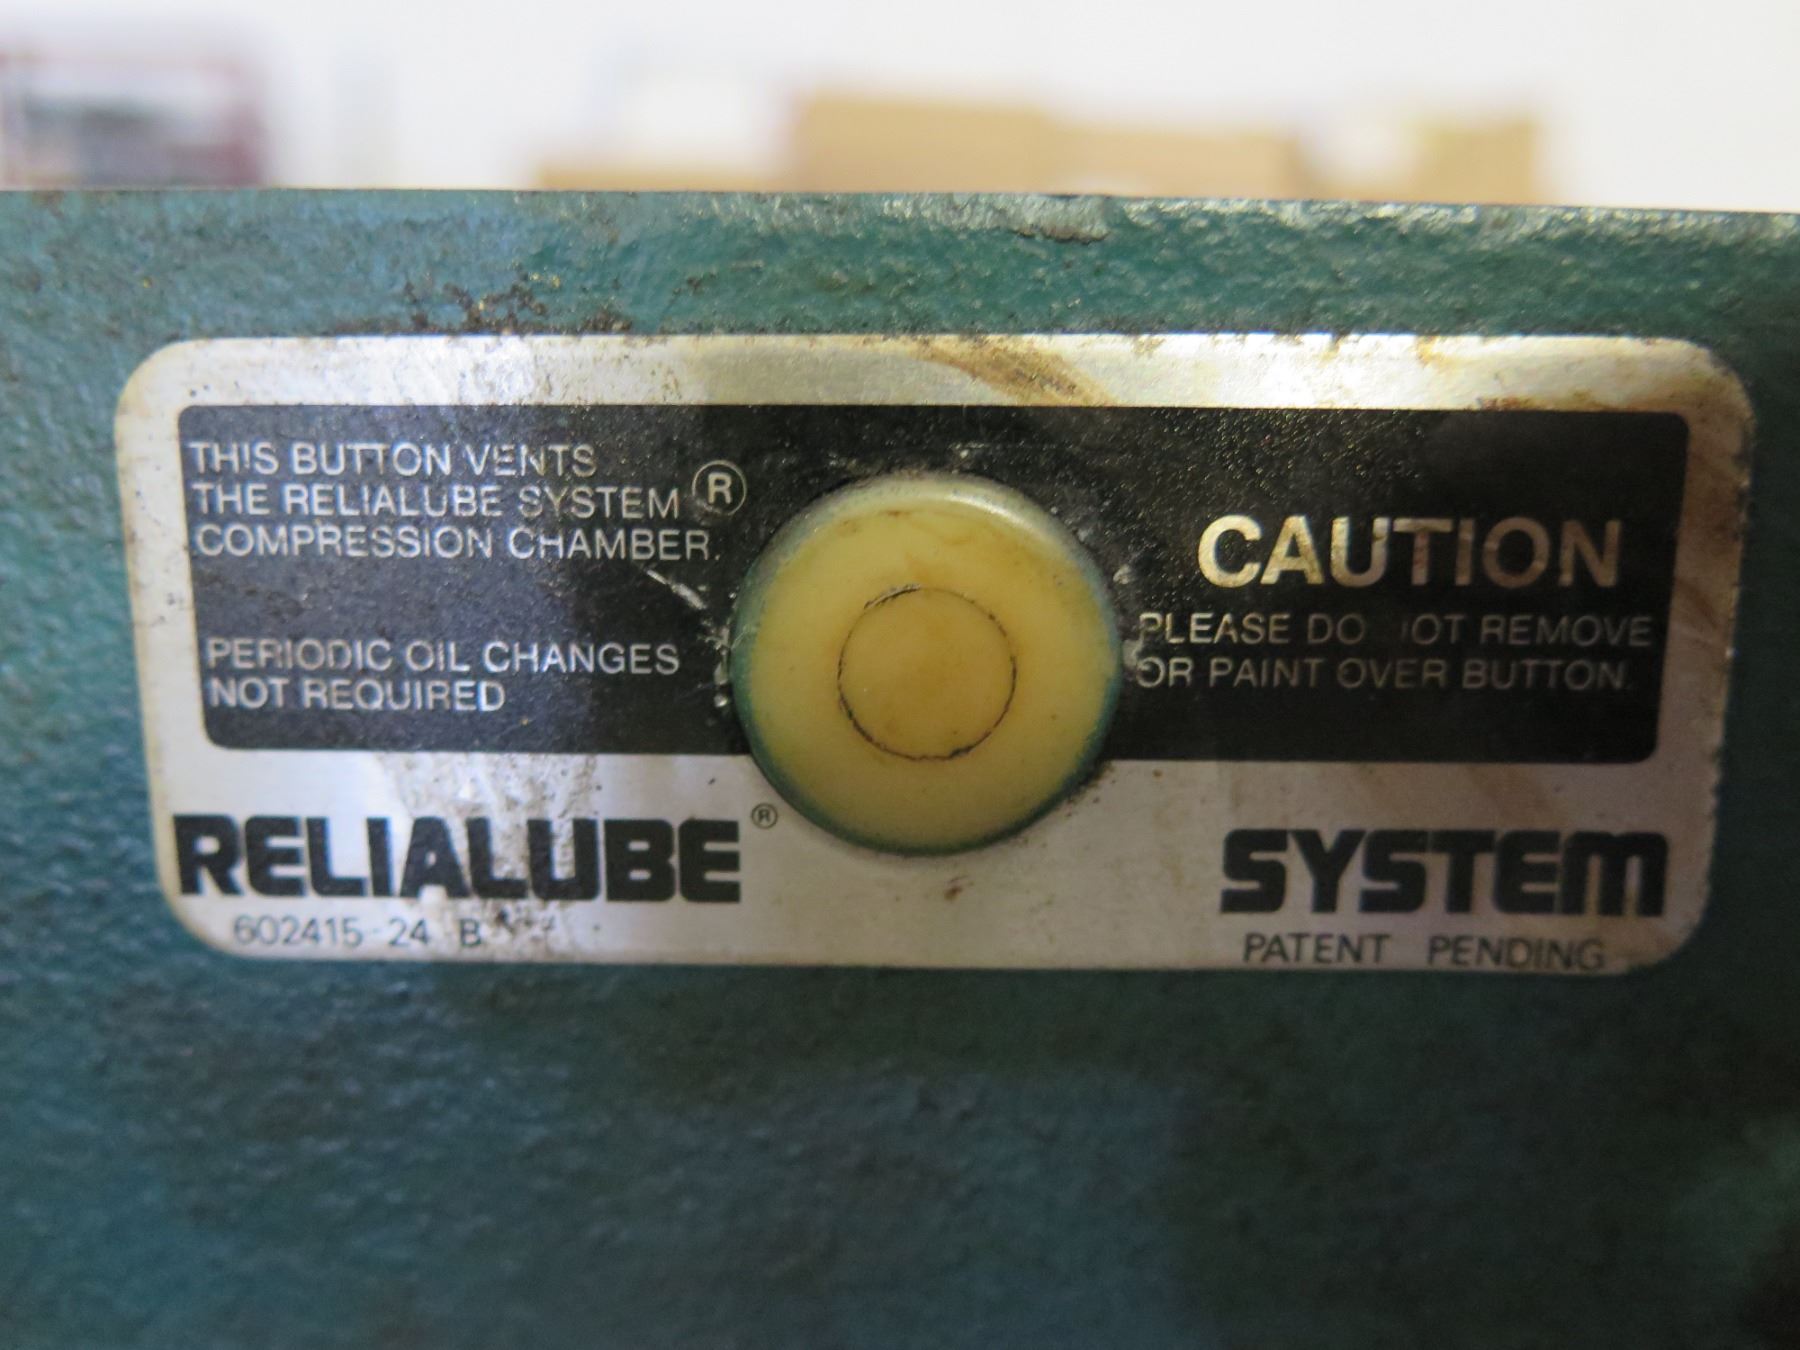 THIS BUTTON VENTS
THE RELIALUBE SYSTEM ®
COMPRESSION CHAMBER.
PERIODIC OIL CHANGES
NOT REQUIRED
CAUTION
PLEASE DO NOT REMOVE
OR PAINT OVER BUTTON.
RELIALUBE®
602415-24 B
SYSTEM
PATENT PENDING